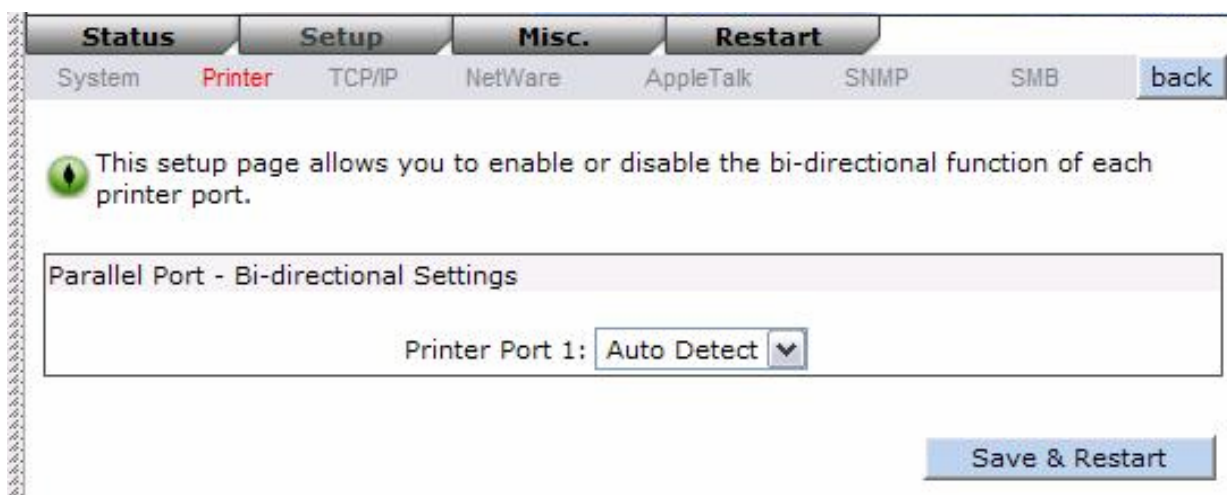 Status Setup Misc. Restart
System Printer TCP/IP NetWare AppleTalk SNMP SMB back
This setup page allows you to enable or disable the bi-directional function of each
printer port.
Parallel Port - Bi-directional Settings
Printer Port 1: Auto Detect
Save & Restart